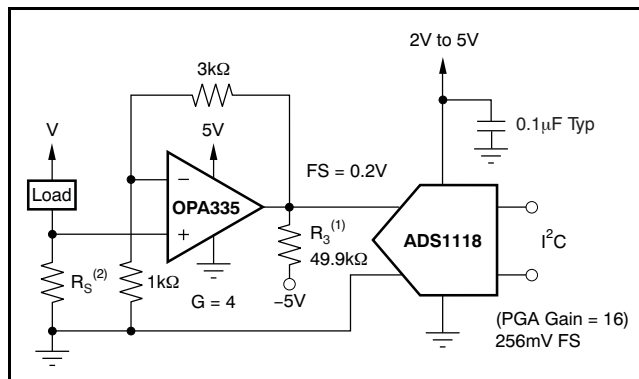 2V to 5V
3kΩ
0.1μF Typ
V
5V
FS = 0.2V
Load
−
OPA335
+
ADS1118
I²C
R₃⁽¹⁾
49.9kΩ
R_S⁽²⁾
1kΩ
G = 4
−5V
(PGA Gain = 16)
256mV FS